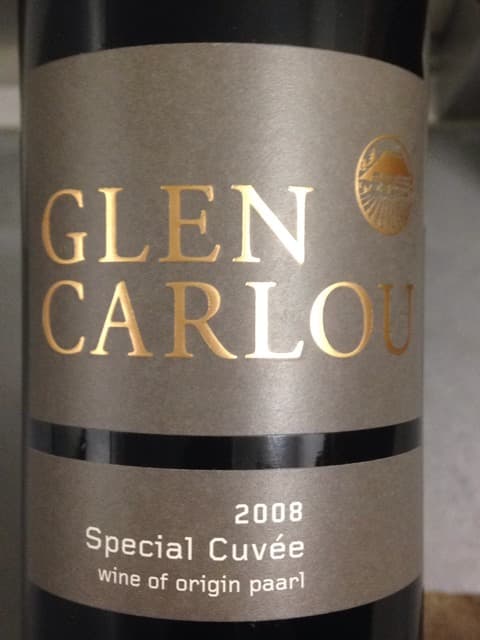 GLEN
CARLOU
2008
Special Cuvée
wine of origin paarl